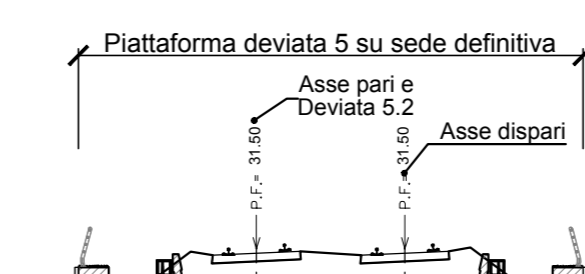 Piattaforma deviata 5 su sede definitiva
Asse pari e
Deviata 5.2
Asse dispari
P.F.= 31.50
P.F.= 31.50